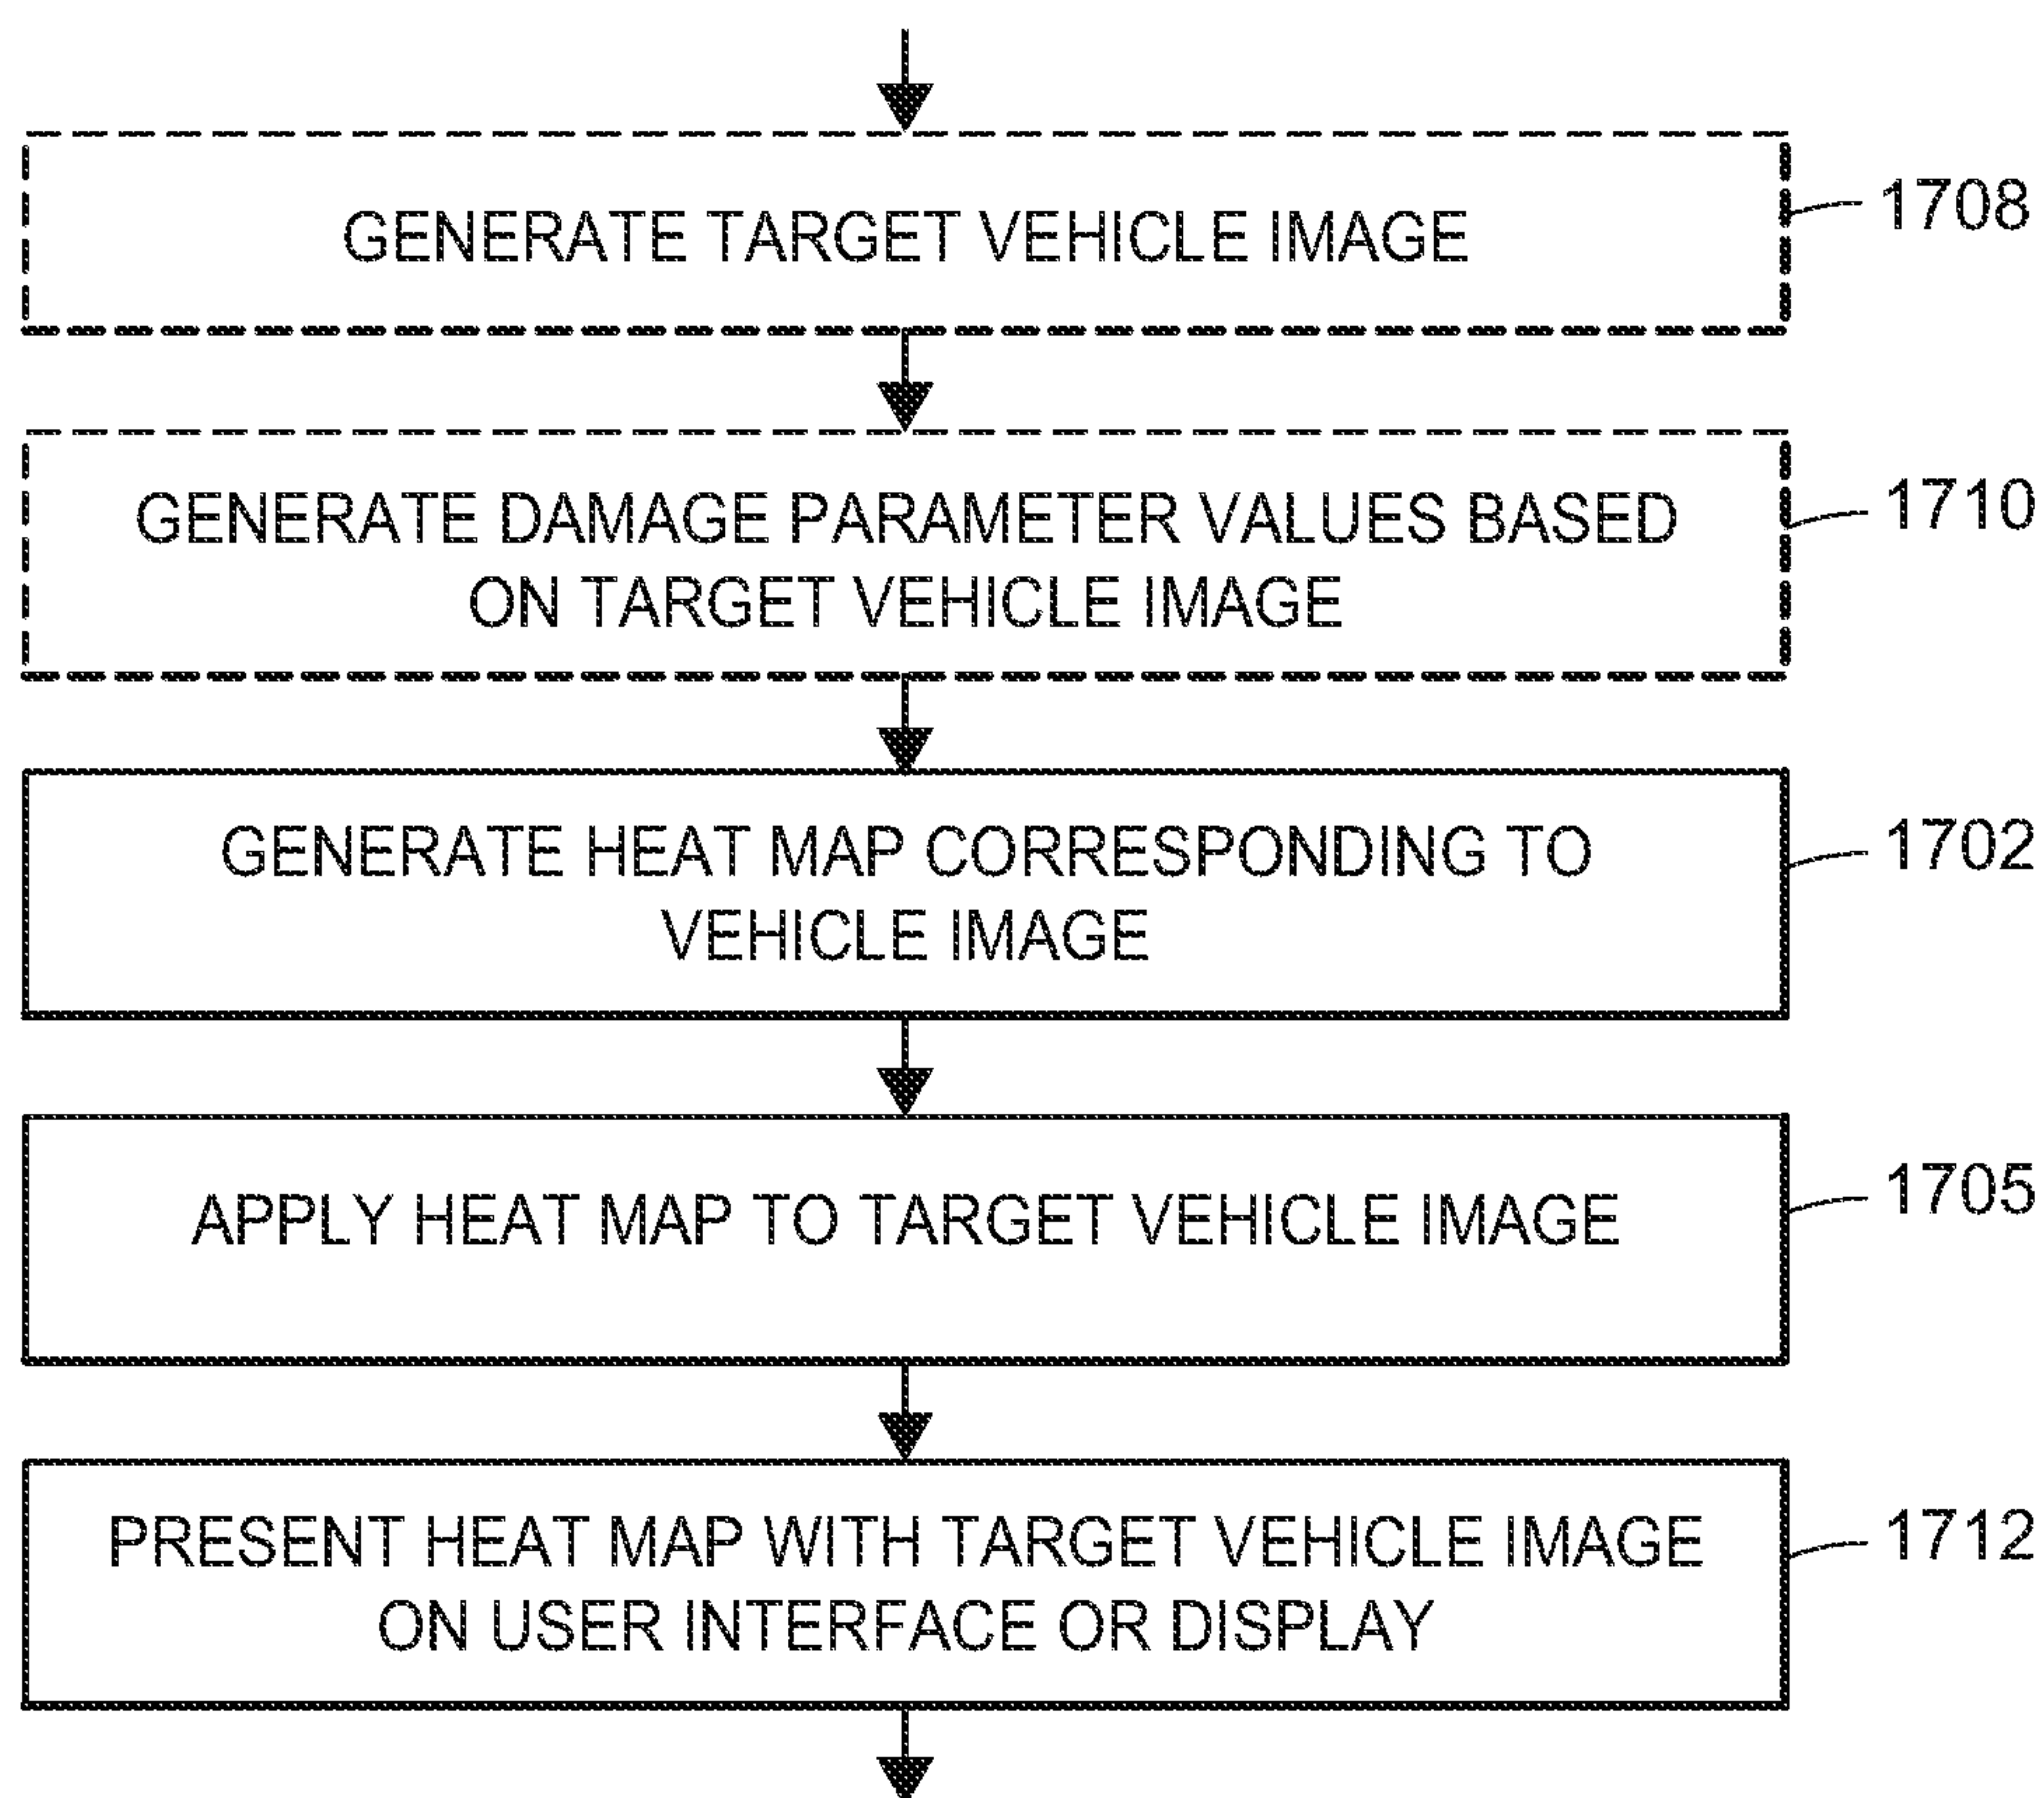 GENERATE TARGET VEHICLE IMAGE
1708
GENERATE DAMAGE PARAMETER VALUES BASED
ON TARGET VEHICLE IMAGE
1710
GENERATE HEAT MAP CORRESPONDING TO
VEHICLE IMAGE
1702
APPLY HEAT MAP TO TARGET VEHICLE IMAGE
1705
PRESENT HEAT MAP WITH TARGET VEHICLE IMAGE
ON USER INTERFACE OR DISPLAY
1712